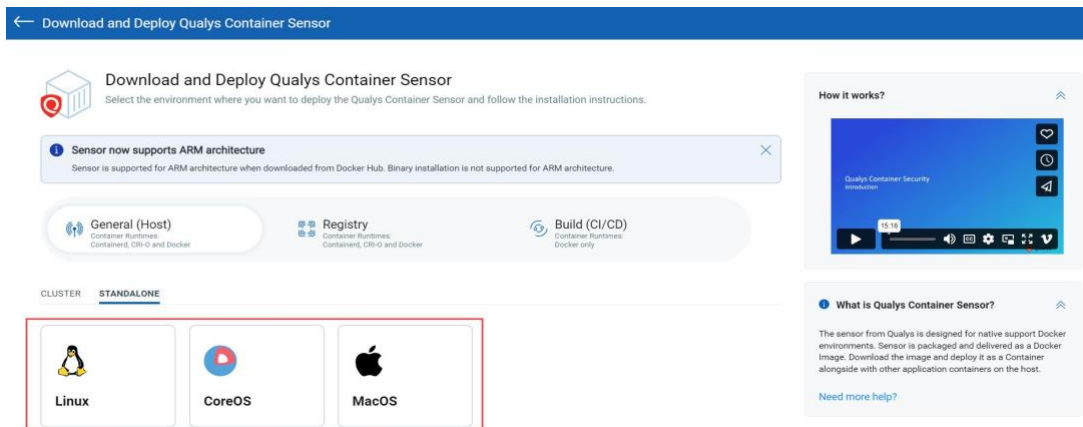 Download and Deploy Qualys Container Sensor
Download and Deploy Qualys Container Sensor
Select the environment where you want to deploy the Qualys Container Sensor and follow the installation instructions.
Sensor now supports ARM architecture
Sensor is supported for ARM architecture when downloaded from Docker Hub. Binary installation is not supported for ARM architecture.
General (Host)
Container Runtimes:
Containerd, CRI-O and Docker
Registry
Container Runtimes:
Containerd, CRI-O and Docker
Build (CI/CD)
Container Runtimes:
Docker only
CLUSTER
STANDALONE
Linux
CoreOS
MacOS
How it works?
Qualys Container Security
Introduction
15:16
CC
What is Qualys Container Sensor?
The sensor from Qualys is designed for native support Docker
environments. Sensor is packaged and delivered as a Docker
Image. Download the image and deploy it as a Container
alongside with other application containers on the host.
Need more help?